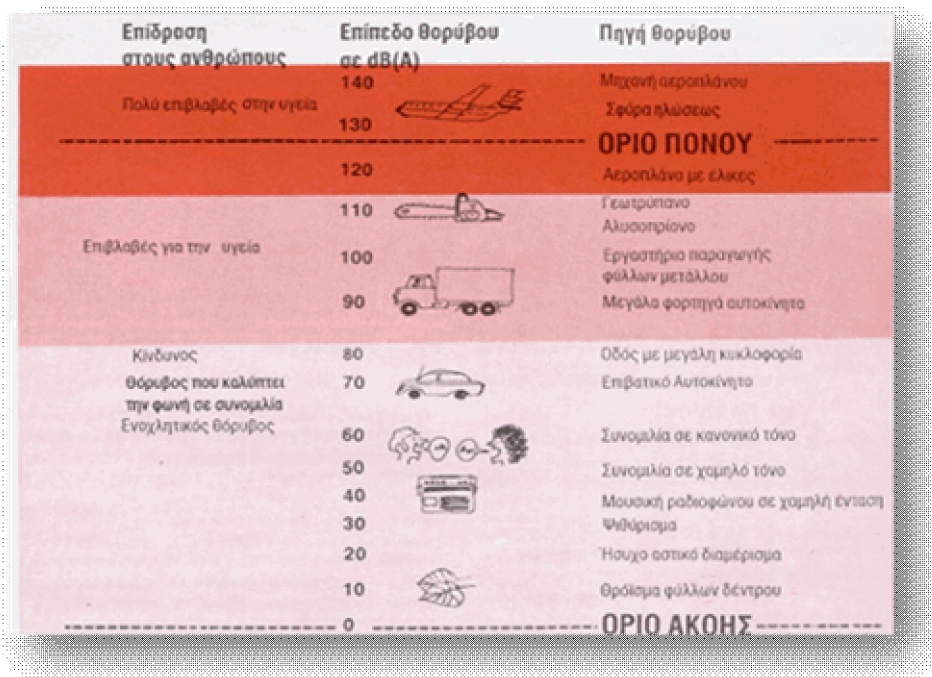 Επίδραση
στους ανθρώπους
Επίπεδο θορύβου
σε dB(A)
Πηγή θορύβου
140
Μηχανή αεροπλάνου
Πολύ επιβλαβές στην υγεία
Σφύρα ηλώσεως
130
ΟΡΙΟ ΠΟΝΟΥ
120
Αεροπλάνο με έλικες
110
Γεωτρύπανο
Αλυσοπρίονο
Επιβλαβές για την υγεία
100
Εργαστήριο παραγωγής
φύλλων μετάλλου
90
Μεγάλα φορτηγά αυτοκίνητα
Κίνδυνος
80
Οδός με μεγάλη κυκλοφορία
Θόρυβος που καλύπτει
την φωνή σε συνομιλία
70
Επιβατικό Αυτοκίνητο
Ενοχλητικός θόρυβος
60
Συνομιλία σε κανονικό τόνο
50
Συνομιλία σε χαμηλό τόνο
40
Μουσική ραδιοφώνου σε χαμηλή ένταση
30
Ψιθύρισμα
20
Ήσυχο αστικό διαμέρισμα
10
Θρόϊσμα φύλλων δέντρου
0
ΟΡΙΟ ΑΚΟΗΣ